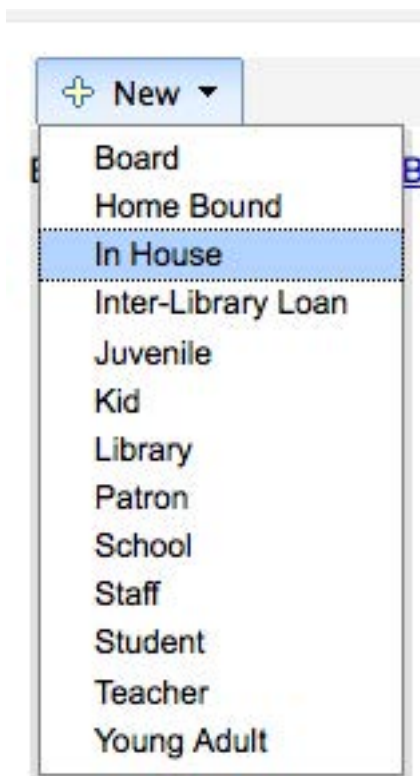 New
Board
Home Bound
In House
Inter-Library Loan
Juvenile
Kid
Library
Patron
School
Staff
Student
Teacher
Young Adult